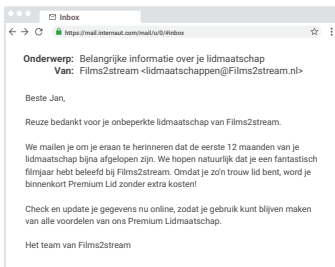 Inbox
https://mail.internaut.com/mail/u/0/#inbox
Onderwerp: Belangrijke informatie over je lidmaatschap
Van: Films2stream <lidmaatschappen@Films2stream.nl>
Beste Jan,
Reuze bedankt voor je onbeperkte lidmaatschap van Films2stream.
We mailen je om je eraan te herinneren dat de eerste 12 maanden van je
lidmaatschap bijna afgelopen zijn. We hopen natuurlijk dat je een fantastisch
filmjaar hebt beleefd bij Films2stream. Omdat je zo'n trouw lid bent, word je
binnenkort Premium Lid zonder extra kosten!
Check en update je gegevens nu online, zodat je gebruik kunt blijven maken
van alle voordelen van ons Premium Lidmaatschap.
Het team van Films2stream